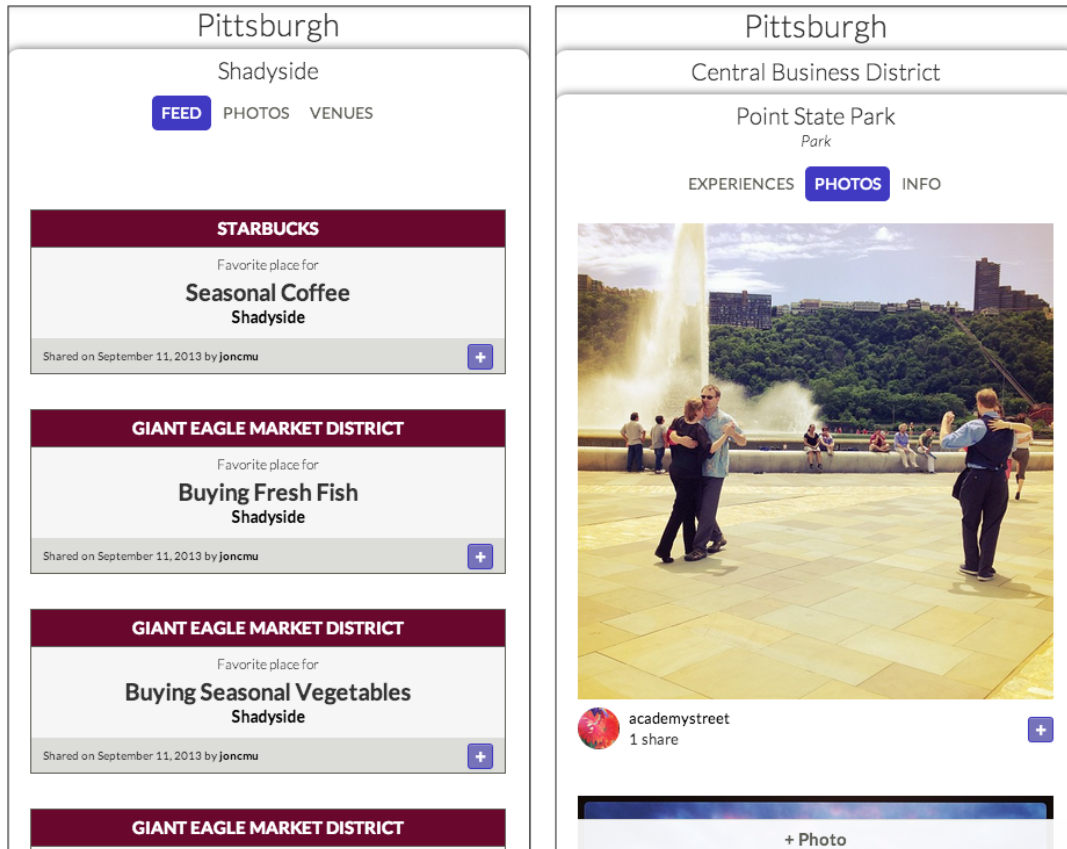 Pittsburgh
Shadyside
FEED PHOTOS VENUES
STARBUCKS
Favorite place for
Seasonal Coffee
Shadyside
Shared on September 11, 2013 by joncmu
+
GIANT EAGLE MARKET DISTRICT
Favorite place for
Buying Fresh Fish
Shadyside
Shared on September 11, 2013 by joncmu
+
GIANT EAGLE MARKET DISTRICT
Favorite place for
Buying Seasonal Vegetables
Shadyside
Shared on September 11, 2013 by joncmu
+
GIANT EAGLE MARKET DISTRICT
Pittsburgh
Central Business District
Point State Park
Park
EXPERIENCES PHOTOS INFO
academystreet
1 share
+
+ Photo